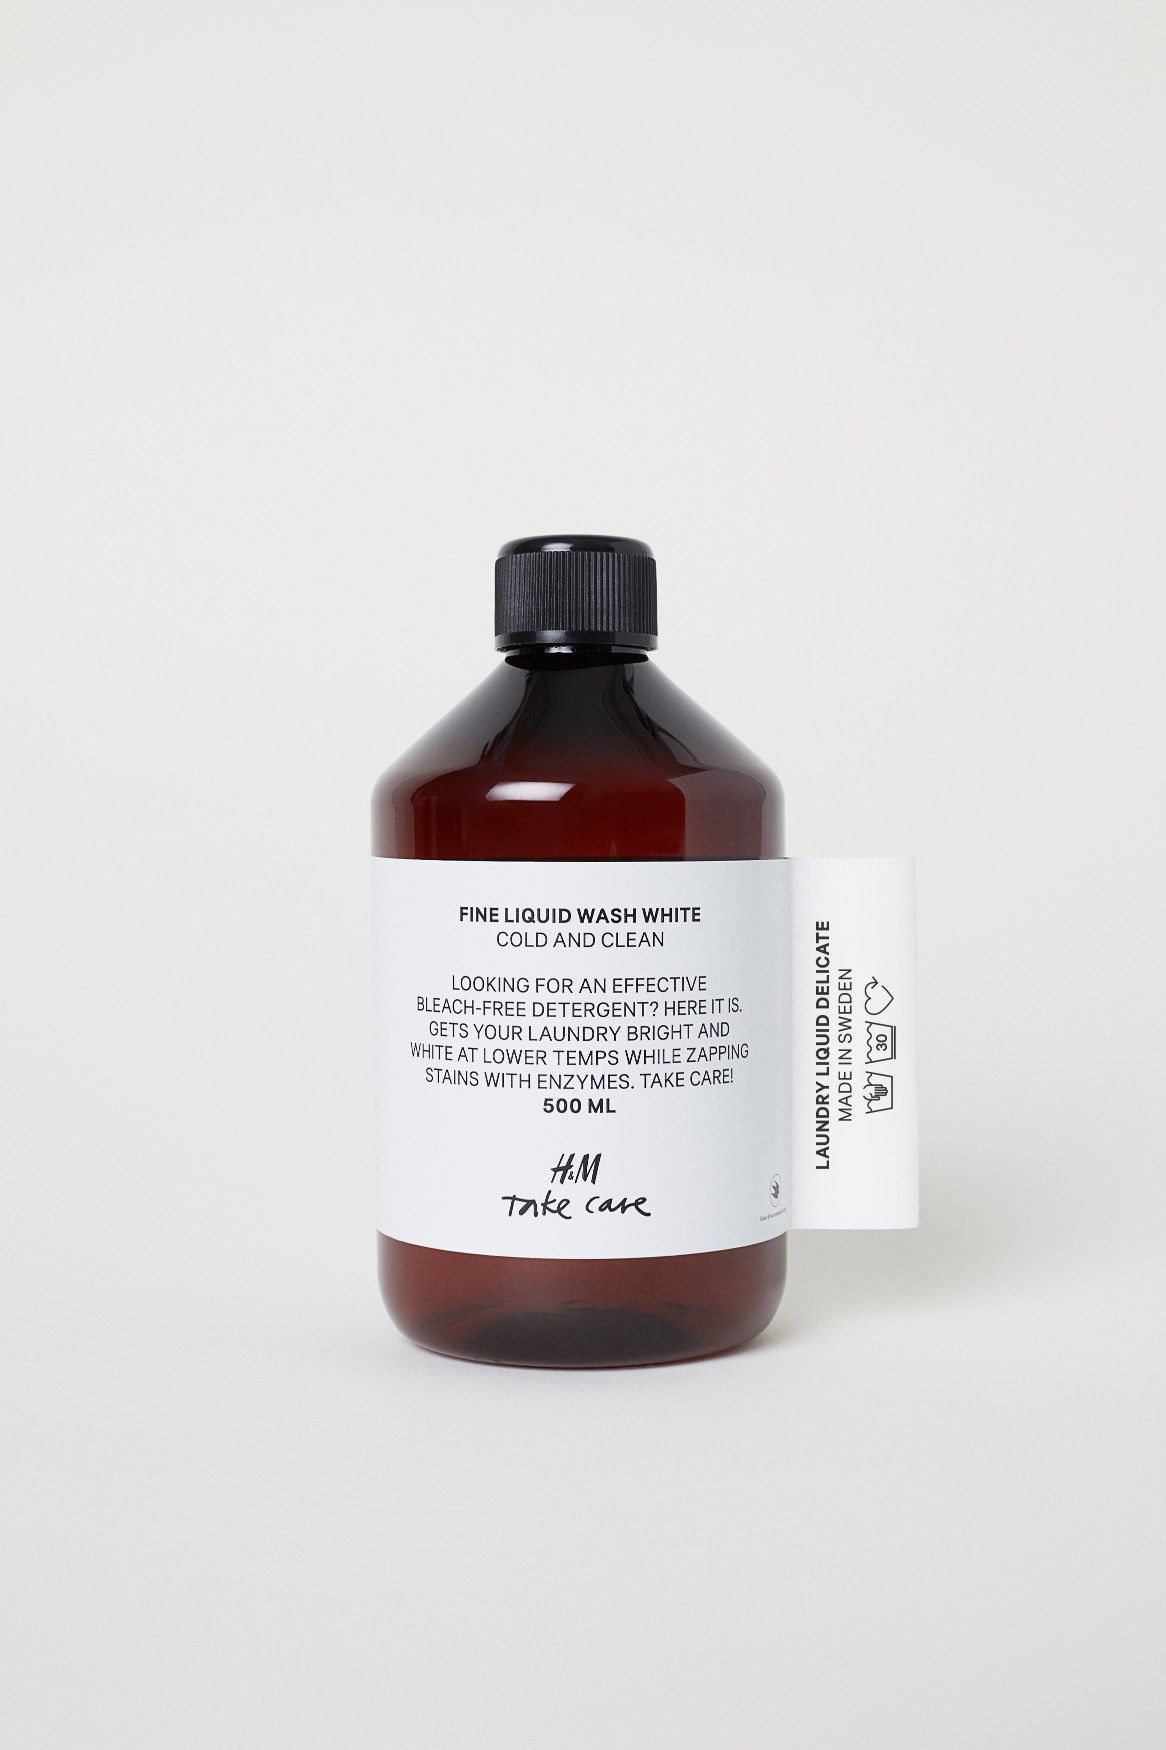 FINE LIQUID WASH WHITE
COLD AND CLEAN
LOOKING FOR AN EFFECTIVE
BLEACH-FREE DETERGENT? HERE IT IS.
GETS YOUR LAUNDRY BRIGHT AND
WHITE AT LOWER TEMPS WHILE ZAPPING
STAINS WITH ENZYMES. TAKE CARE!
500 ML
H&M
Take care
LAUNDRY LIQUID DELICATE
MADE IN SWEDEN
30